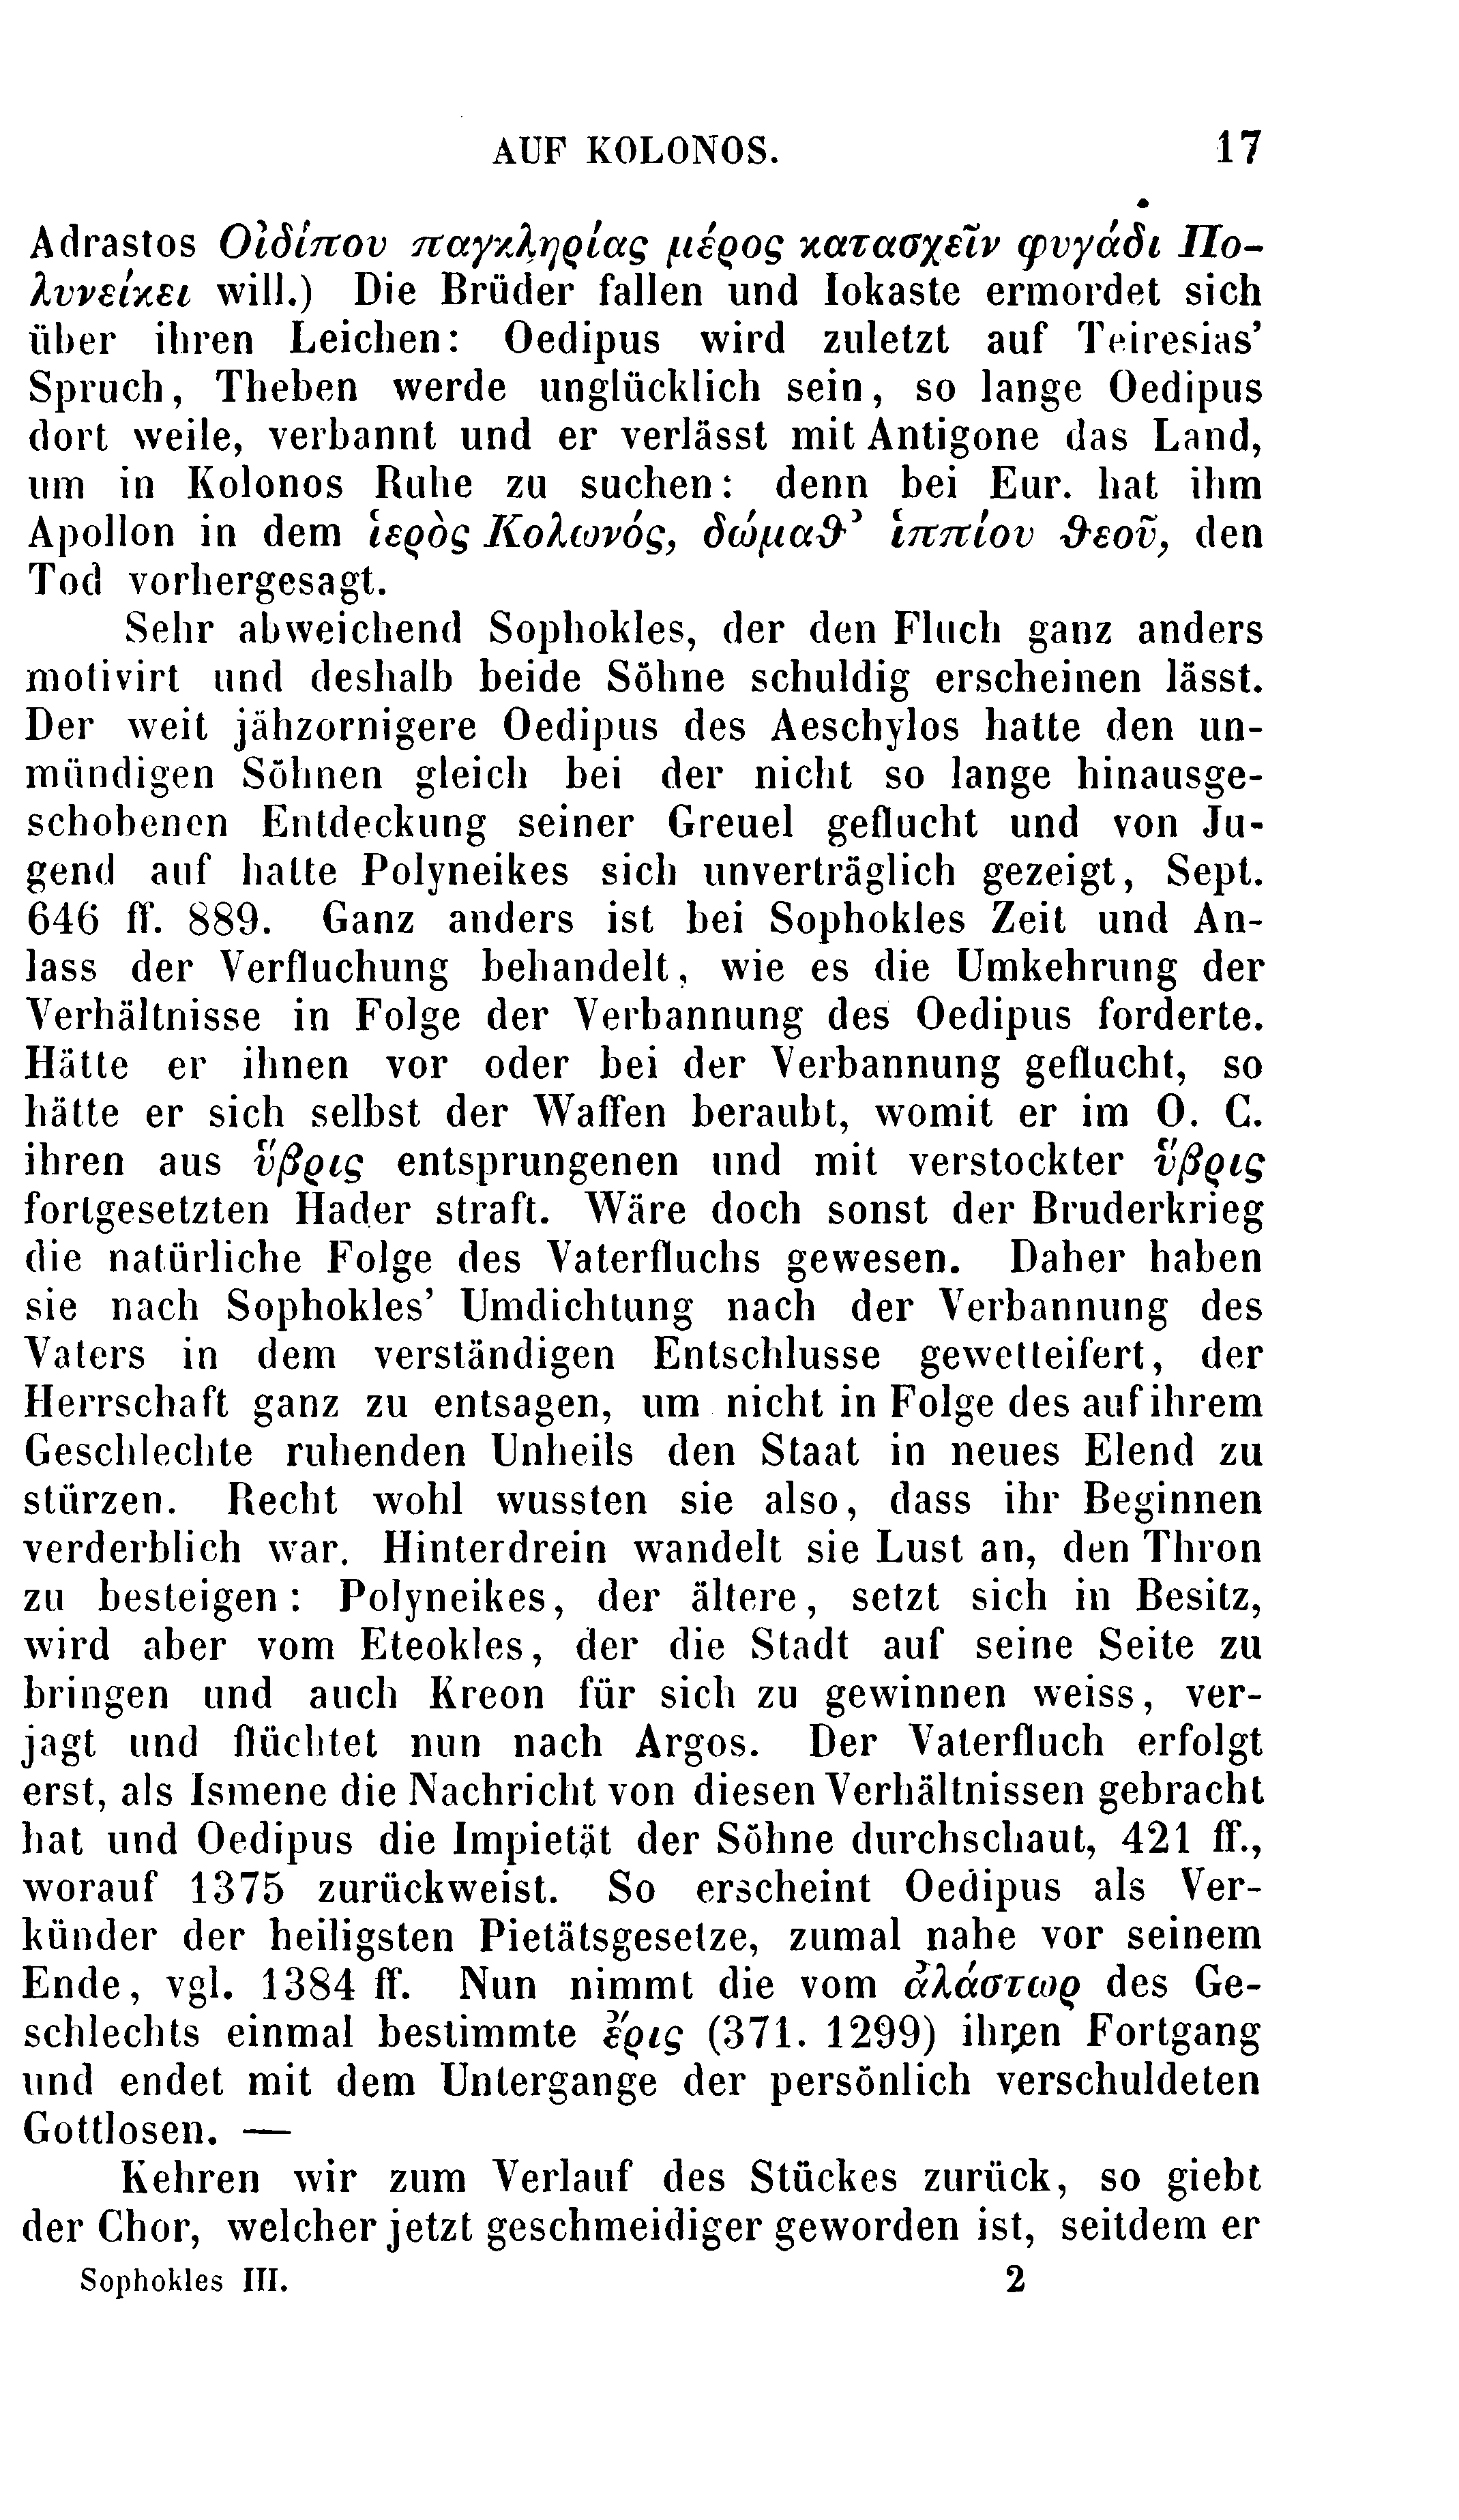 AUF KOLONOS. 17
Adrastos Οἰδίπου παγκληρίας μέρος κατασχεῖν φυγάδι Πο-
λυνείκει will.) Die Brüder fallen und Iokaste ermordet sich
über ihren Leichen: Oedipus wird zuletzt auf Teiresias’
Spruch, Theben werde unglücklich sein, so lange Oedipus
dort weile, verbannt und er verlässt mit Antigone das Land,
um in Kolonos Ruhe zu suchen: denn bei Eur. hat ihm
Apollon in dem ἱερὸς Κολωνός, δώμαϑ’ ἱππίου ϑεοῦ, den
Tod vorhergesagt.
Sehr abweichend Sophokles, der den Fluch ganz anders
motivirt und deshalb beide Söhne schuldig erscheinen lässt.
Der weit jähzornigere Oedipus des Aeschylos hatte den un-
mündigen Söhnen gleich bei der nicht so lange hinausge-
schobenen Entdeckung seiner Greuel geflucht und von Ju-
gend auf hatte Polyneikes sich unverträglich gezeigt, Sept.
646 ff. 889. Ganz anders ist bei Sophokles Zeit und An-
lass der Verfluchung behandelt, wie es die Umkehrung der
Verhältnisse in Folge der Verbannung des Oedipus forderte.
Hätte er ihnen vor oder bei der Verbannung geflucht, so
hätte er sich selbst der Waffen beraubt, womit er im O. C.
ihren aus ὕβρις entsprungenen und mit verstockter ὕβρις
fortgesetzten Hader straft. Wäre doch sonst der Bruderkrieg
die natürliche Folge des Vaterfluchs gewesen. Daher haben
sie nach Sophokles’ Umdichtung nach der Verbannung des
Vaters in dem verständigen Entschlusse gewetteifert, der
Herrschaft ganz zu entsagen, um nicht in Folge des auf ihrem
Geschlechte ruhenden Unheils den Staat in neues Elend zu
stürzen. Recht wohl wussten sie also, dass ihr Beginnen
verderblich war. Hinterdrein wandelt sie Lust an, den Thron
zu besteigen: Polyneikes, der ältere, setzt sich in Besitz,
wird aber vom Eteokles, der die Stadt auf seine Seite zu
bringen und auch Kreon für sich zu gewinnen weiss, ver-
jagt und flüchtet nun nach Argos. Der Vaterfluch erfolgt
erst, als Ismene die Nachricht von diesen Verhältnissen gebracht
hat und Oedipus die Impietät der Söhne durchschaut, 421 ff.,
worauf 1375 zurückweist. So erscheint Oedipus als Ver-
künder der heiligsten Pietätsgesetze, zumal nahe vor seinem
Ende, vgl. 1384 ff. Nun nimmt die vom ἀλάστωρ des Ge-
schlechts einmal bestimmte ἔρις (371. 1299) ihren Fortgang
und endet mit dem Untergange der persönlich verschuldeten
Gottlosen. —
Kehren wir zum Verlauf des Stückes zurück, so giebt
der Chor, welcher jetzt geschmeidiger geworden ist, seitdem er
Sophokles III. 2